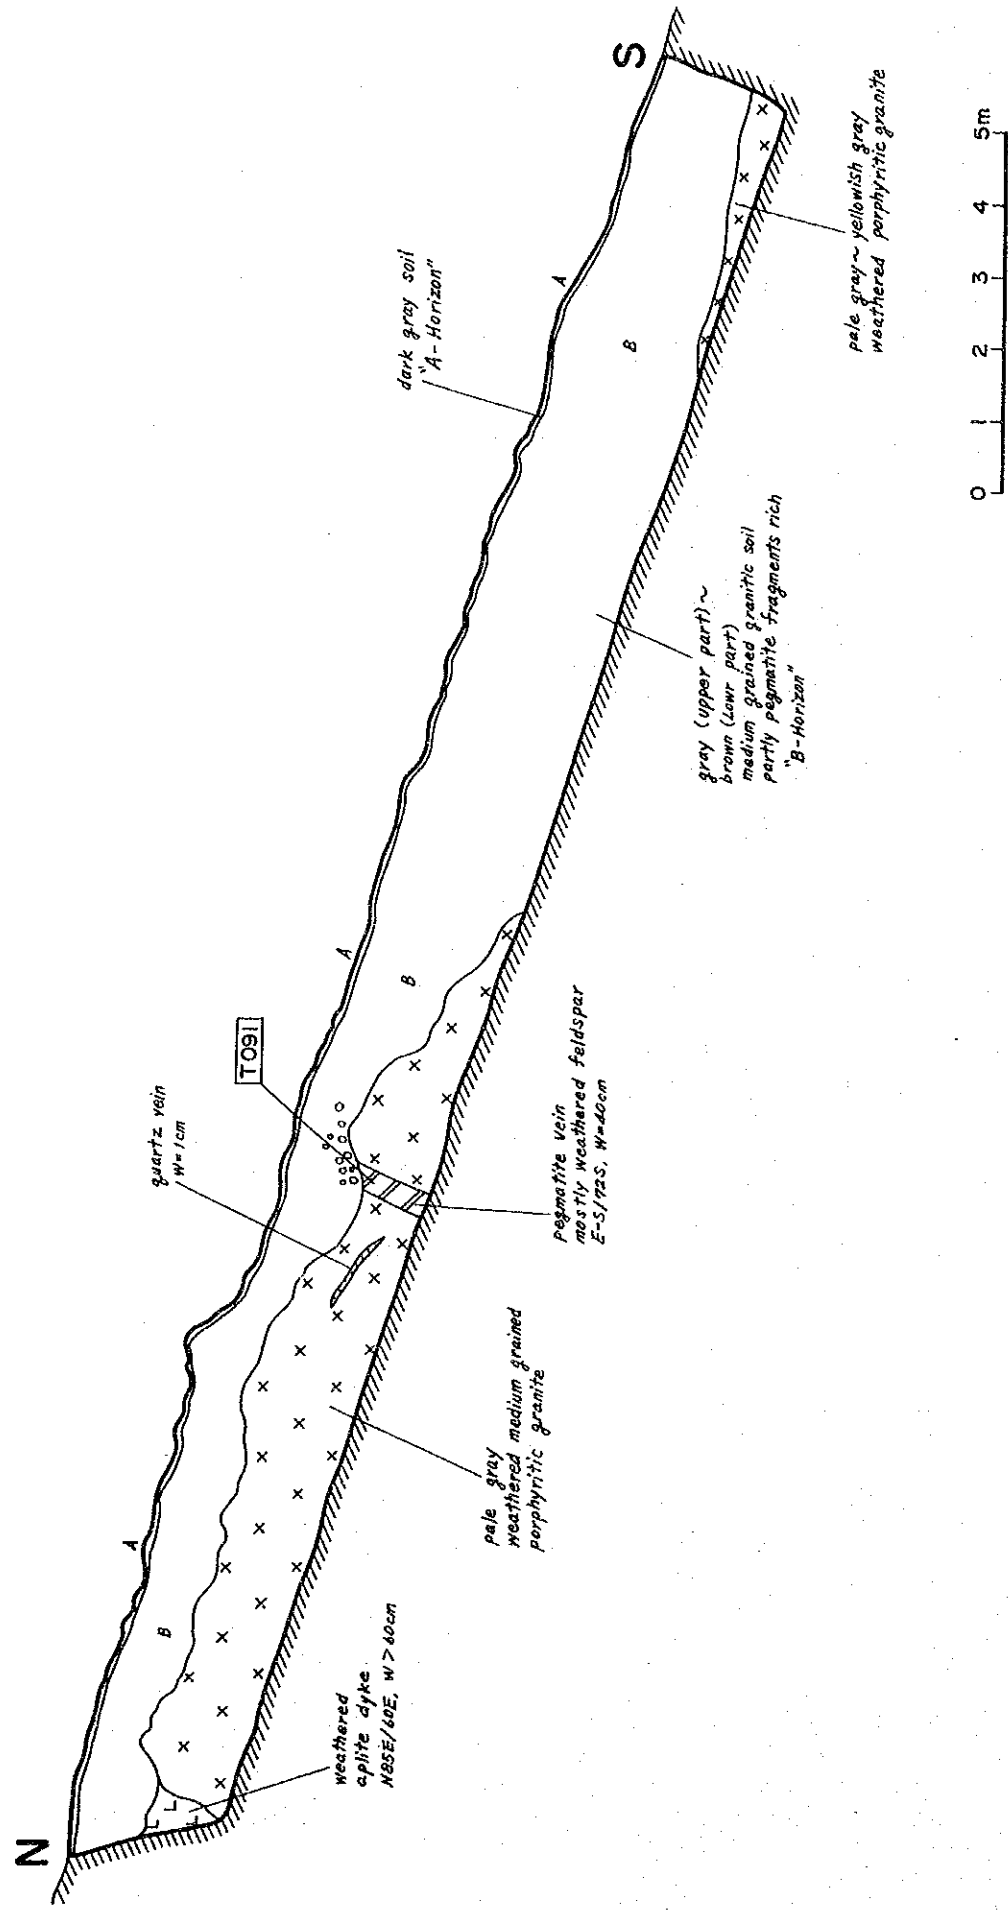 N
S
weathered
aplite dyke
N85E/60E, W>60cm
A
B
quartz vein
W=1cm
T091
pale gray
weathered medium grained
porphyritic granite
pegmatite vein
mostly weathered feldspar
E-S/72S, W=40cm
A
B
dark gray soil
"A-Horizon"
gray (upper part)~
brown (Lowr part)
medium grained granitic soil
partly pegmatite fragments rich
"B-Horizon"
A
B
pale gray~yellowish gray
weathered porphyritic granite
0 1 2 3 4 5m